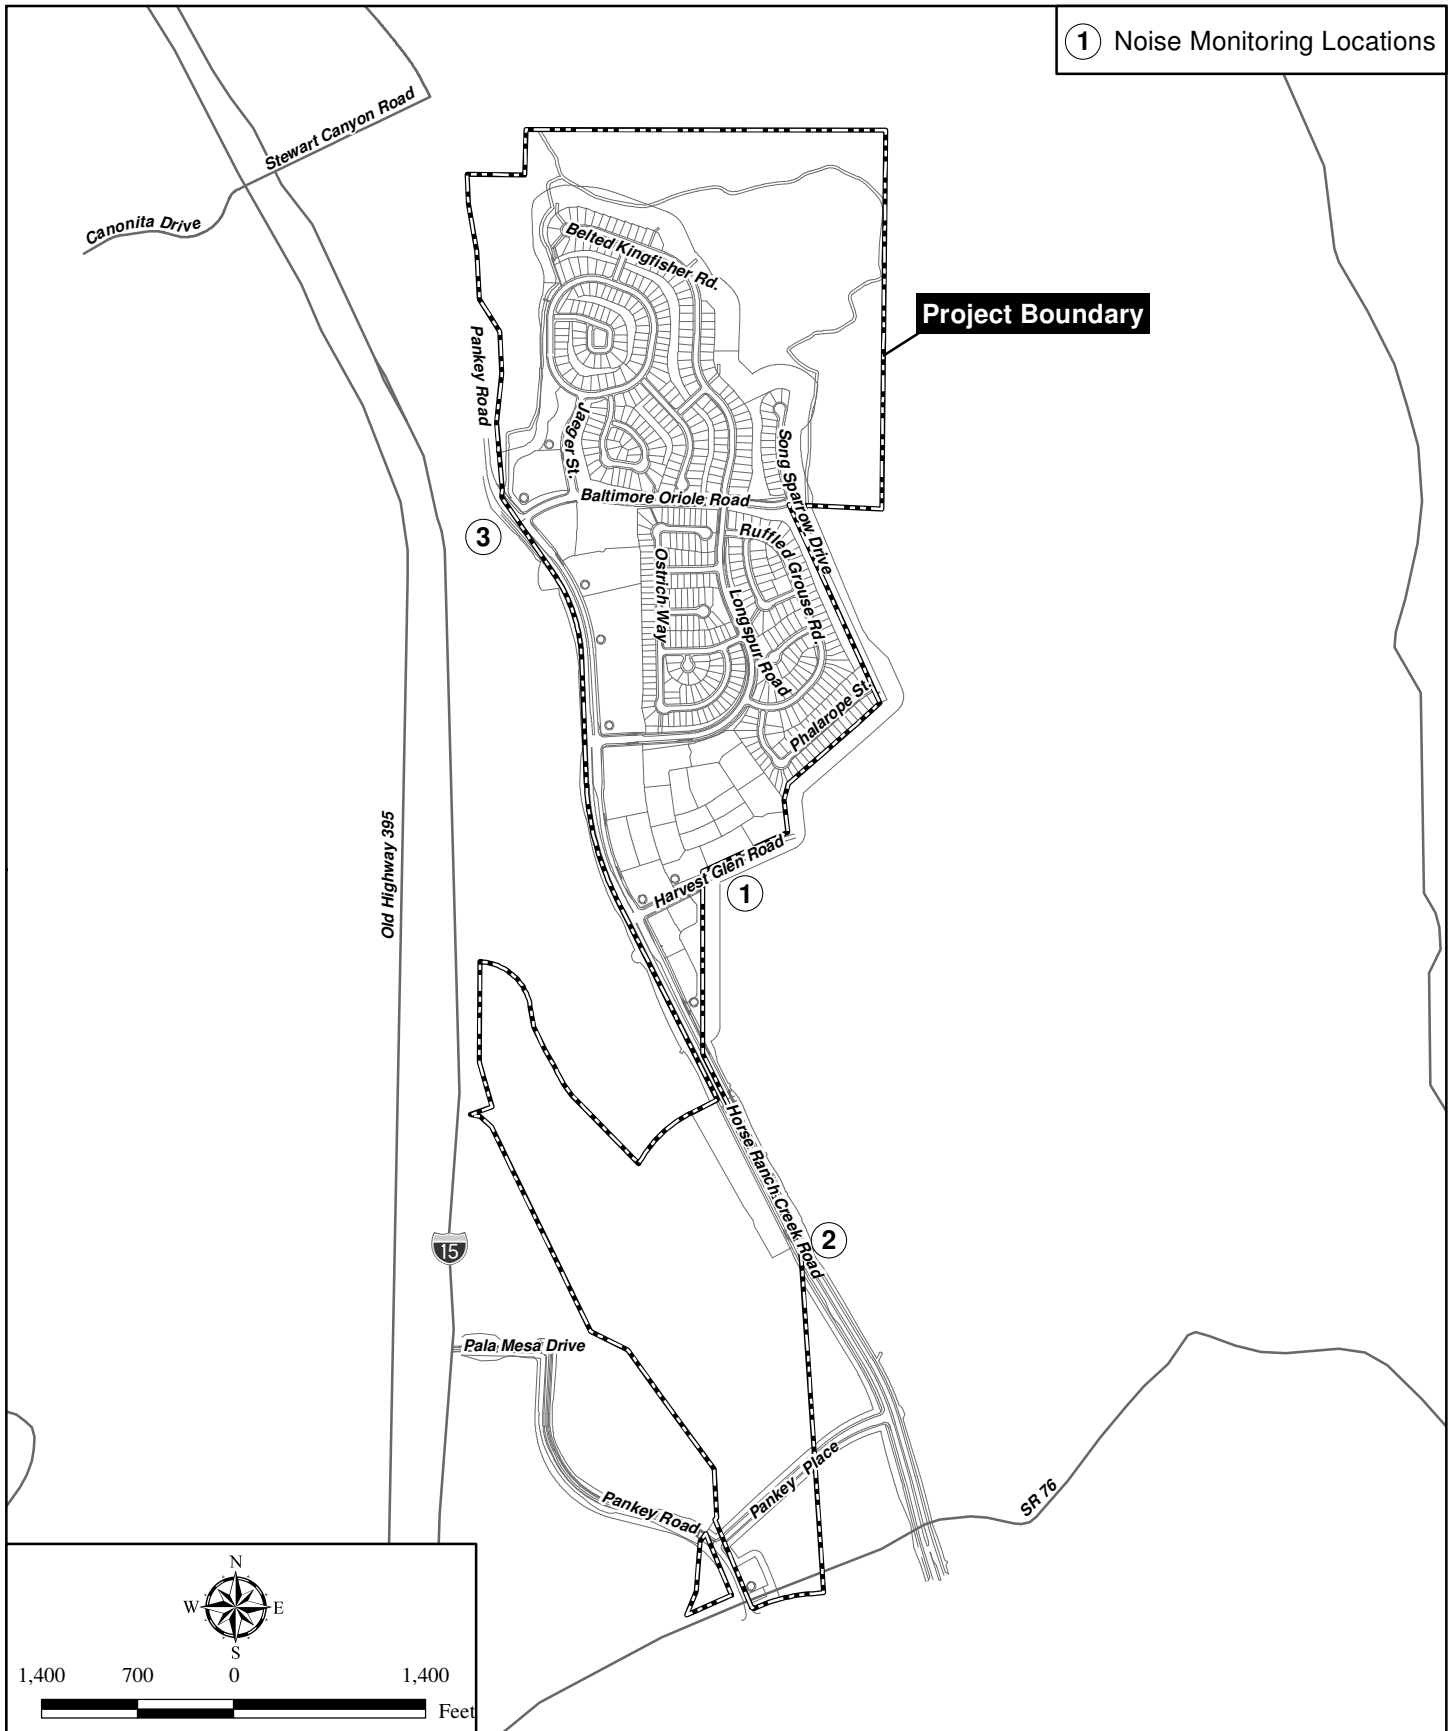 1 Noise Monitoring Locations
Stewart Canyon Road
Canonita Drive
Belted Kingfisher Rd.
Project Boundary
Pankey Road
Jaeger St.
Song Sparrow Drive
Baltimore Oriole Road
3
Ruffled Grouse Rd.
Ostrich Way
Longspur Road
Phalarope St.
Old Highway 395
Harvest Glen Road
1
Horse Ranch Creek Road
2
15
Pala Mesa Drive
Pankey Place
Pankey Road
SR 76
N
W E
S
1,400 700 0 1,400
Feet